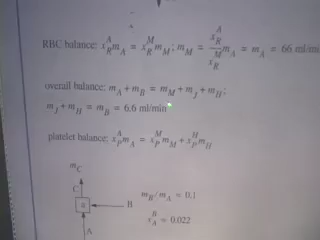 RBC balance: x_R^A m_A = x_R^M m_M; m_M = x_R^A / x_R^M m_A = m_A = 66 ml/min
overall balance: m_A + m_B = m_M + m_J + m_H;
m_J + m_H = m_B = 6.6 ml/min
platelet balance: x_P^A m_A = x_P^M m_M + x_P^H m_H
m_C
C
m_B / m_A = 0.1
B
x_A^B = 0.022
A